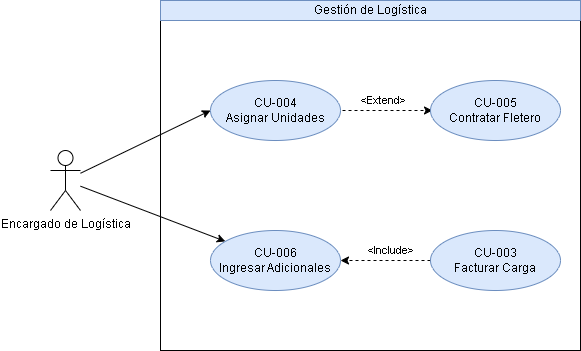 Gestión de Logística
CU-004
Asignar Unidades
<Extend>
CU-005
Contratar Fletero
Encargado de Logística
CU-006
Ingresar Adicionales
<Include>
CU-003
Facturar Carga